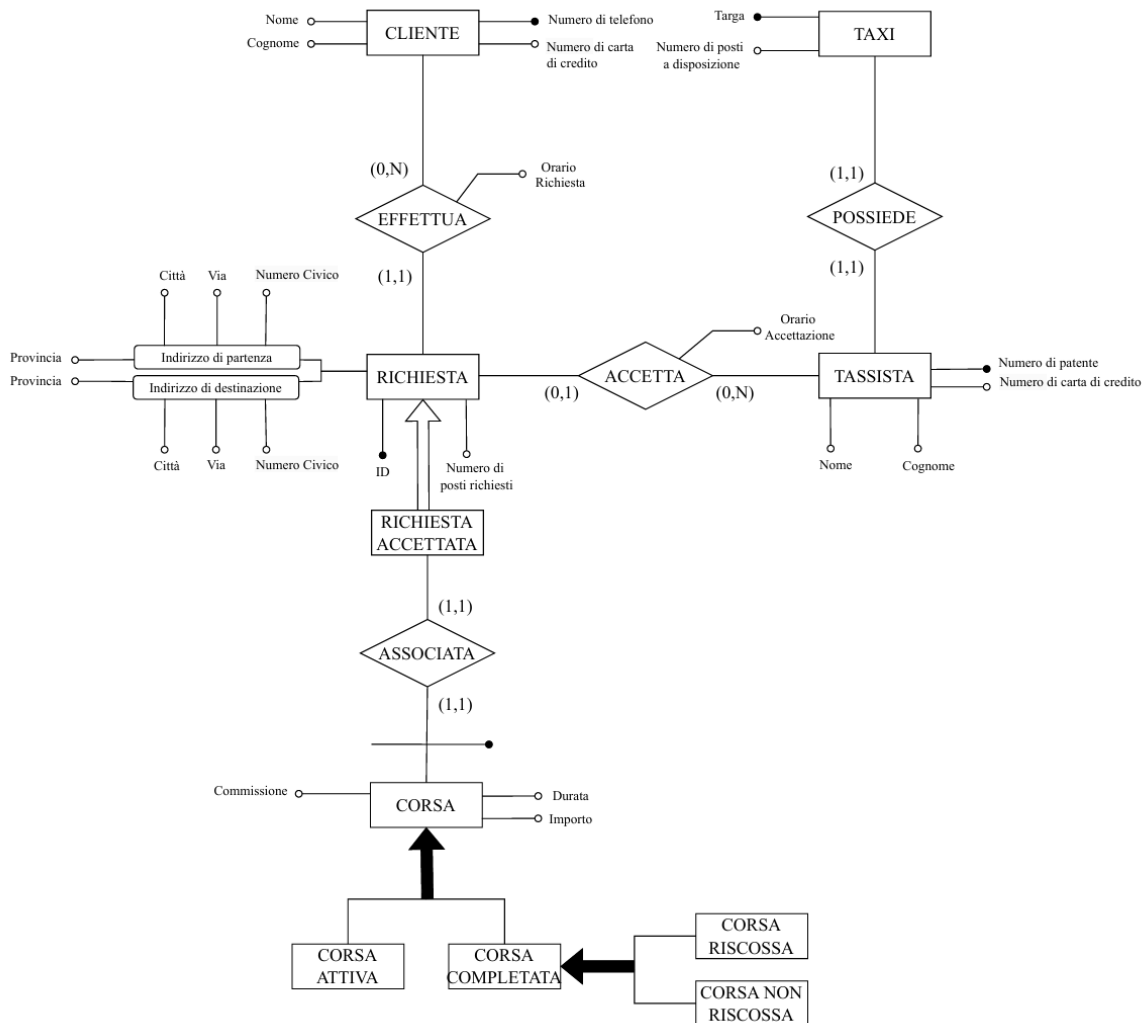 Nome
Cognome
CLIENTE
Numero di telefono
Numero di carta
di credito
Targa
Numero di posti
a disposizione
TAXI
(0,N)
Orario
Richiesta
EFFETTUA
(1,1)
(1,1)
POSSIEDE
(1,1)
Città
Via
Numero Civico
Provincia
Indirizzo di partenza
Provincia
Indirizzo di destinazione
Città
Via
Numero Civico
RICHIESTA
ID
Numero di
posti richiesti
(0,1)
ACCETTA
Orario
Accettazione
(0,N)
TASSISTA
Numero di patente
Numero di carta di credito
Nome
Cognome
RICHIESTA
ACCETTATA
(1,1)
ASSOCIATA
(1,1)
Commissione
CORSA
Durata
Importo
CORSA
ATTIVA
CORSA
COMPLETATA
CORSA
RISCOSSA
CORSA NON
RISCOSSA